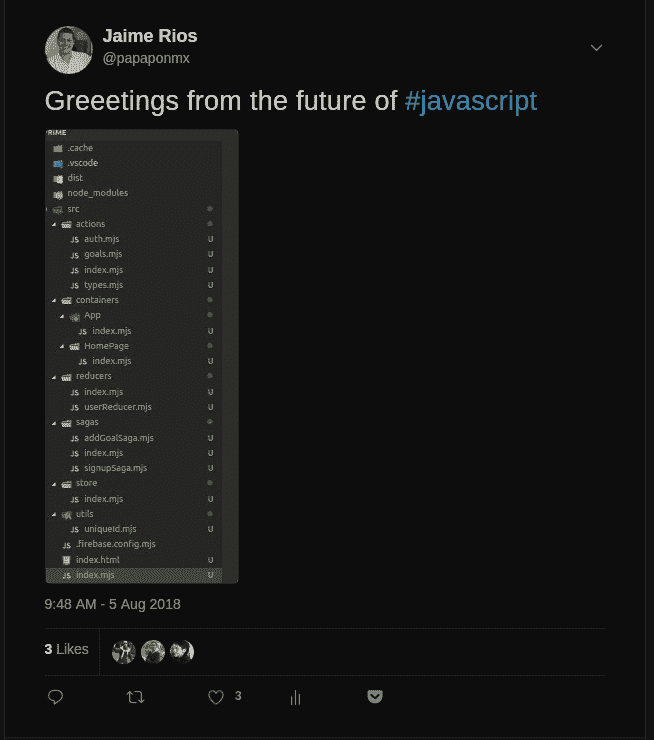 Jaime Rios
@papaponmx
Greeetings from the future of #javascript
RIME
.cache
.vscode
dist
node_modules
src
actions
JS auth.mjs U
JS goals.mjs U
JS index.mjs U
JS types.mjs U
containers
App
JS index.mjs U
HomePage
JS index.mjs U
reducers
JS index.mjs U
JS userReducer.mjs U
sagas
JS addGoalSaga.mjs U
JS index.mjs U
JS signupSaga.mjs U
store
JS index.mjs U
utils
JS uniqueId.mjs U
JS .firebase.config.mjs
index.html U
JS index.mjs U
9:48 AM - 5 Aug 2018
3 Likes
3